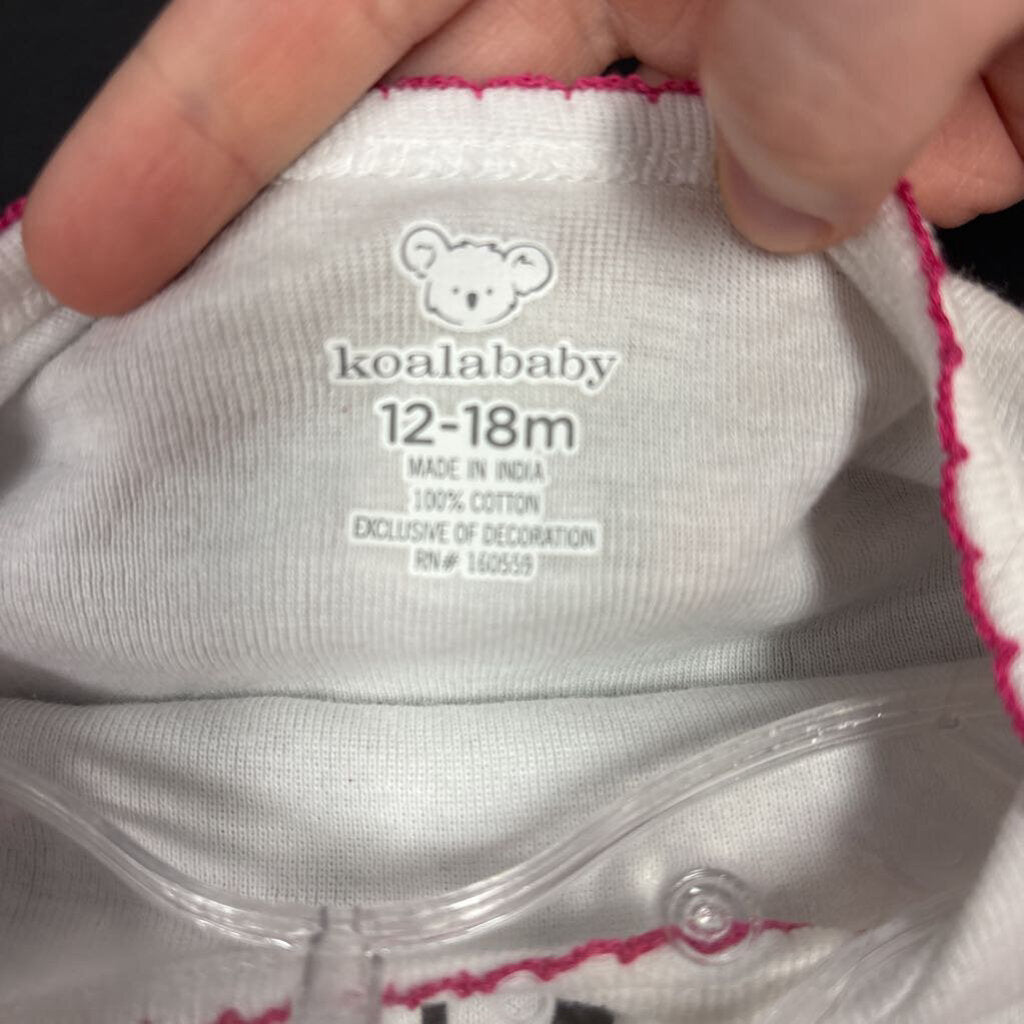 koalababy
12-18m
MADE IN INDIA
100% COTTON
EXCLUSIVE OF DECORATION
RN# 160559